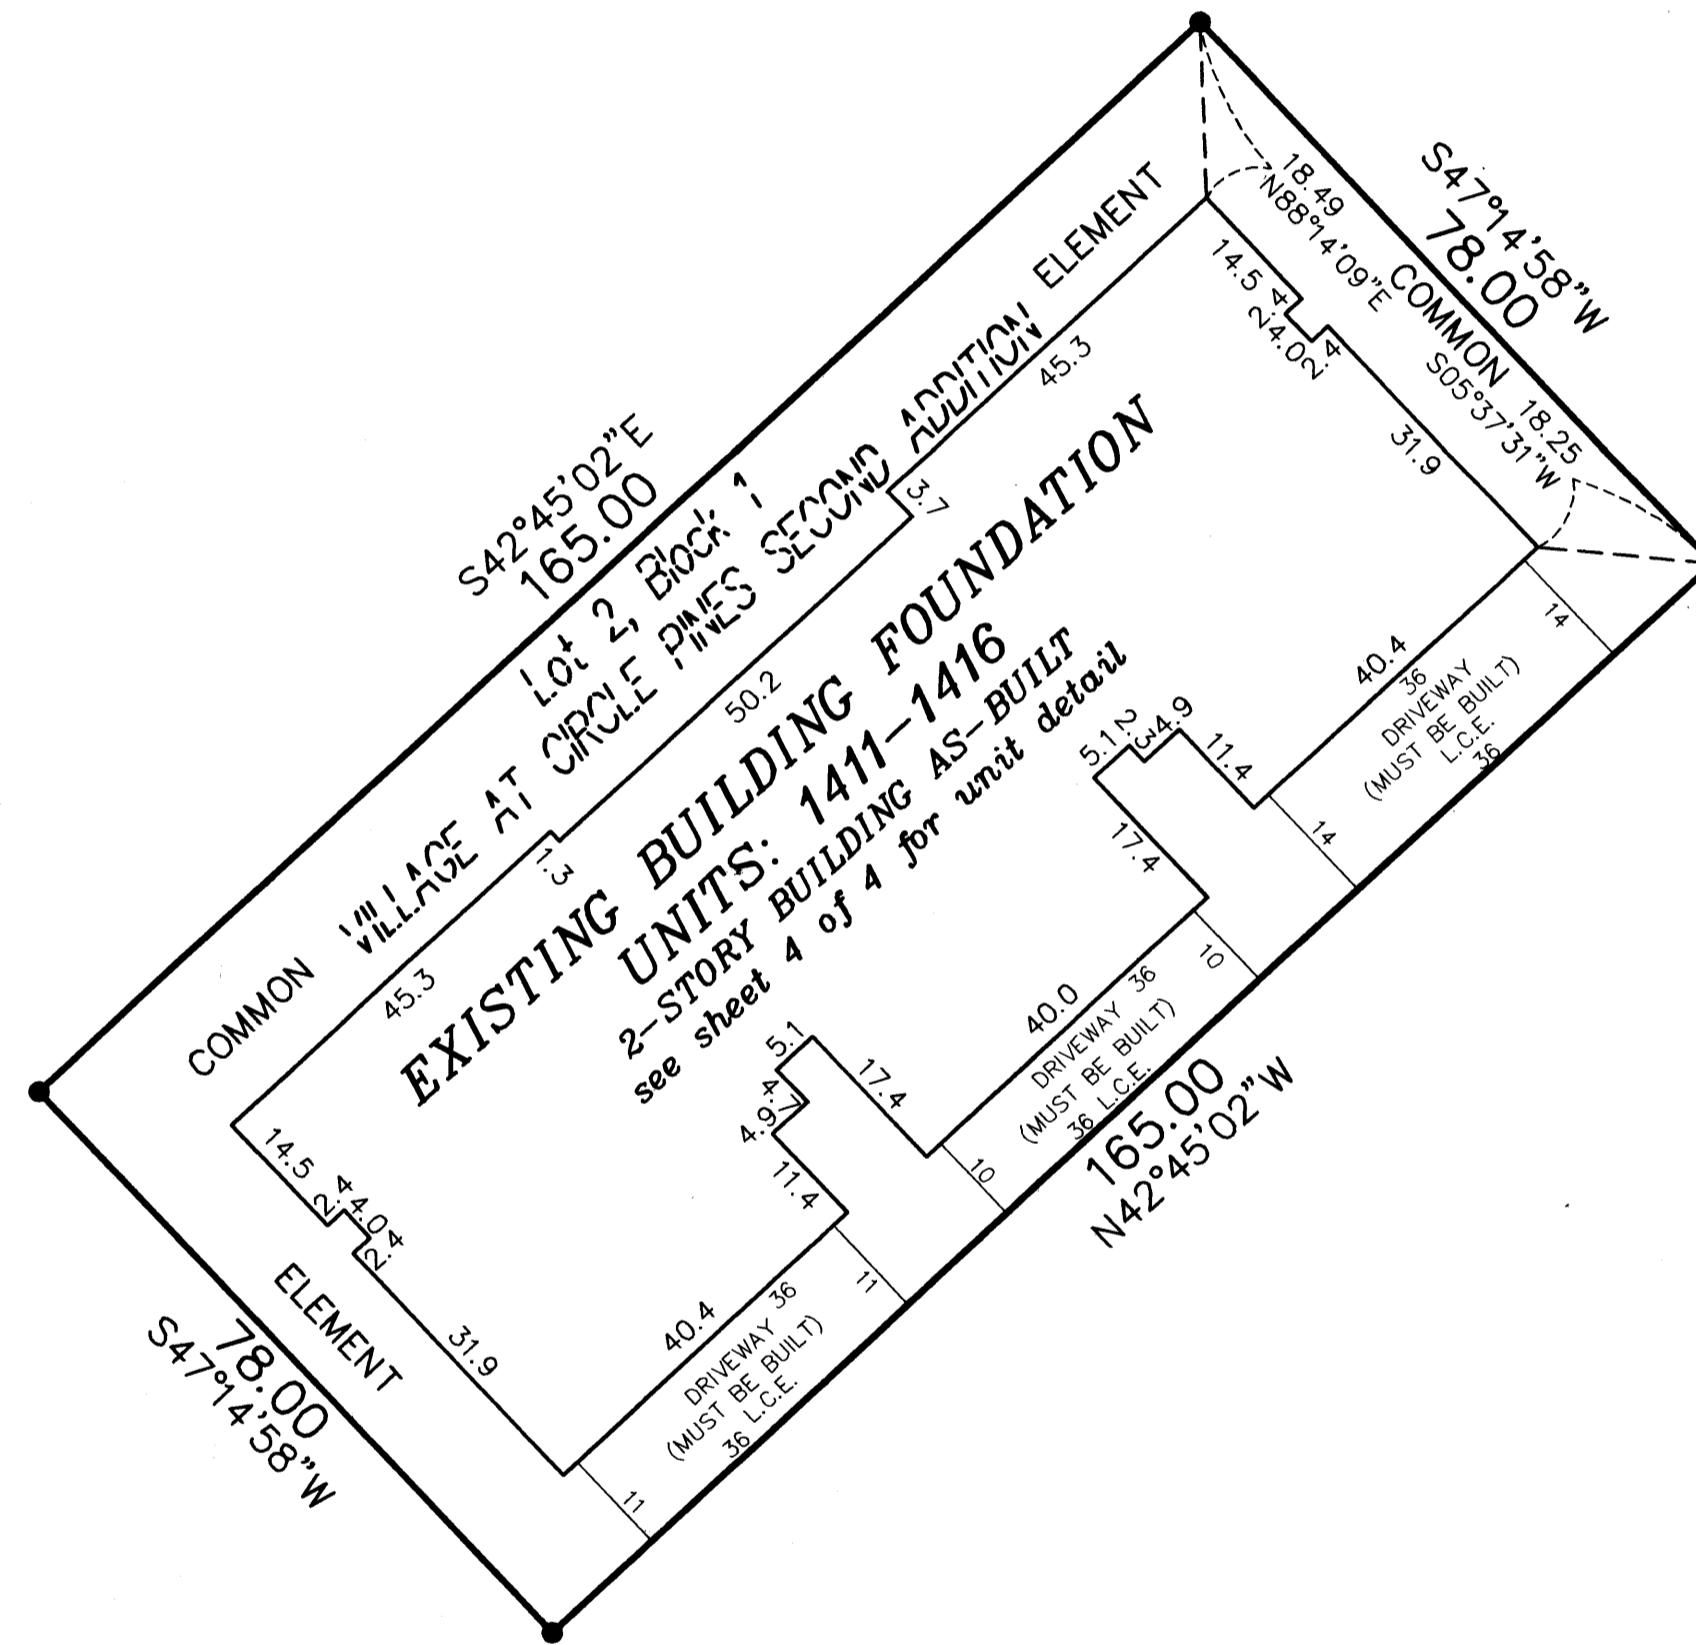 S47°14'58"W
78.00
18.49
N88°14'09"E
COMMON
S05°37'31"W
18.25
ELEMENT
14.5
2.4
4.0
2.4
31.9
45.3
3.7
S42°45'02"E
165.00
Lot 2, Block 1
VILLAGE AT CIRCLE PINES SECOND ADDITION
50.2
EXISTING BUILDING FOUNDATION
UNITS: 1411-1416
2-STORY BUILDING AS-BUILT
see sheet 4 of 4 for unit detail
1.3
COMMON
45.3
14
40.4
36
DRIVEWAY
(MUST BE BUILT)
L.C.E.
36
14
5.1
2
3
4.9
11.4
17.4
10
40.0
DRIVEWAY 36
(MUST BE BUILT)
36 L.C.E.
10
165.00
N42°45'02"W
5.1
4.7
4.9
17.4
11.4
14.5
2.4
4.0
2.4
ELEMENT
31.9
78.00
S47°14'58"W
11
40.4
DRIVEWAY 36
(MUST BE BUILT)
36 L.C.E.
11